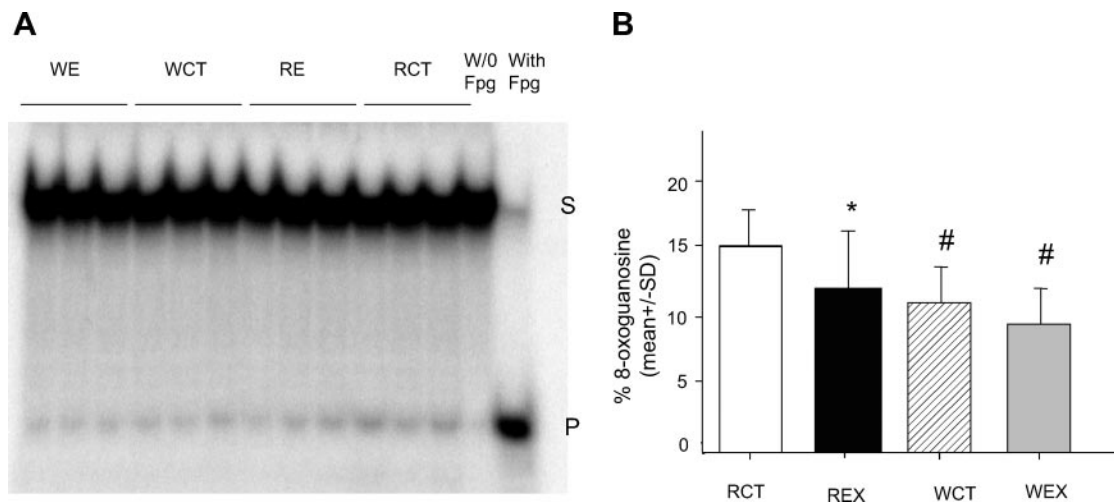 A
B
WE WCT RE RCT W/0 With
Fpg Fpg
S
P
% 8-oxoguanosine
(mean+/-SD)
20
15
10
5
0
*
#
#
RCT REX WCT WEX